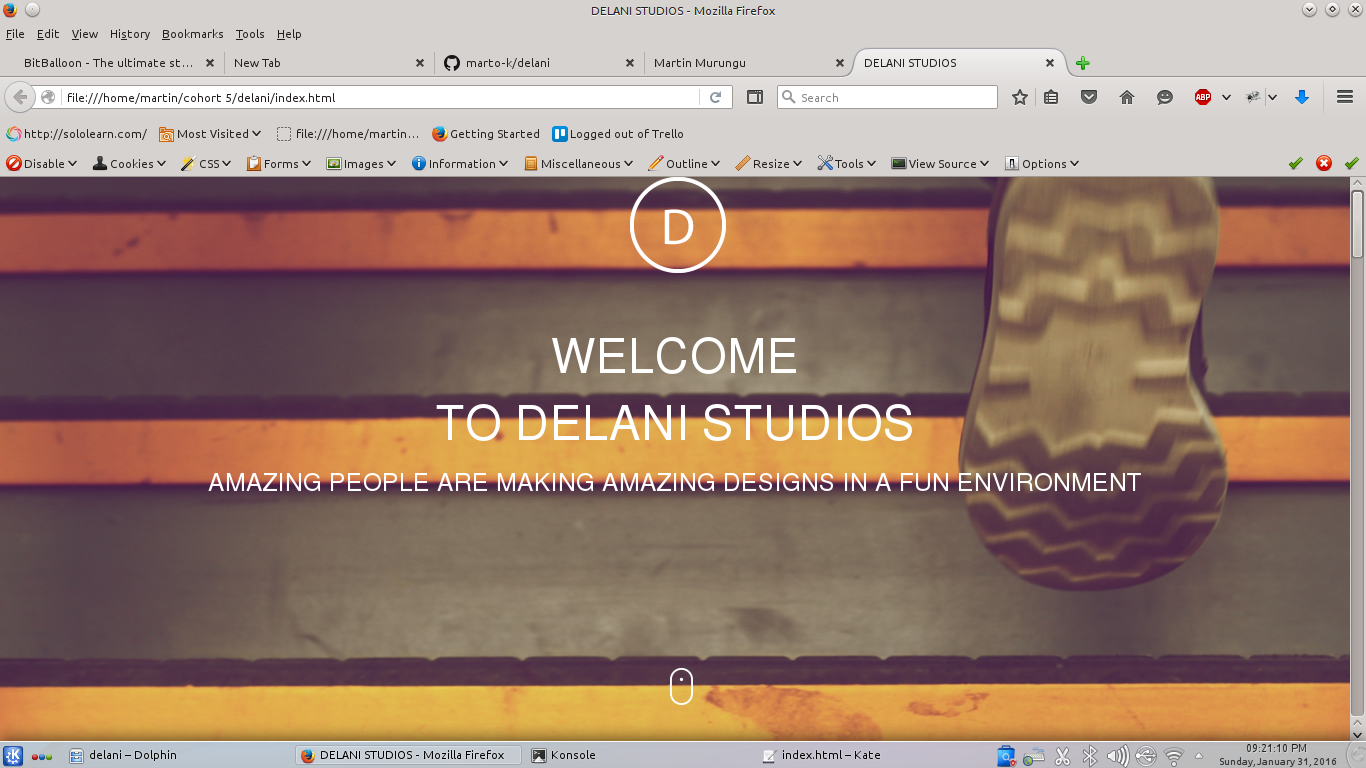 DELANI STUDIOS - Mozilla Firefox
File Edit View History Bookmarks Tools Help
BitBalloon - The ultimate st... New Tab marto-k/delani Martin Murungu DELANI STUDIOS
file:///home/martin/cohort 5/delani/index.html Search ABP
http://sololearn.com/ Most Visited file:///home/martin... Getting Started Logged out of Trello
Disable Cookies CSS Forms Images Information Miscellaneous Outline Resize Tools View Source Options
D
WELCOME
TO DELANI STUDIOS
AMAZING PEOPLE ARE MAKING AMAZING DESIGNS IN A FUN ENVIRONMENT
delani – Dolphin DELANI STUDIOS - Mozilla Firefox Konsole index.html – Kate 09:21:10 PM
Sunday, January 31, 2016